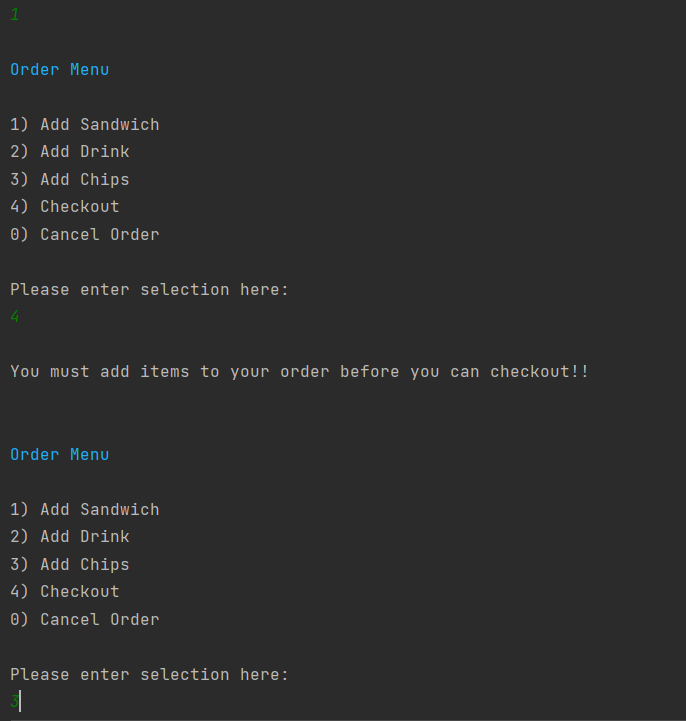 1
Order Menu
1) Add Sandwich
2) Add Drink
3) Add Chips
4) Checkout
0) Cancel Order
Please enter selection here:
4
You must add items to your order before you can checkout!!
Order Menu
1) Add Sandwich
2) Add Drink
3) Add Chips
4) Checkout
0) Cancel Order
Please enter selection here:
3